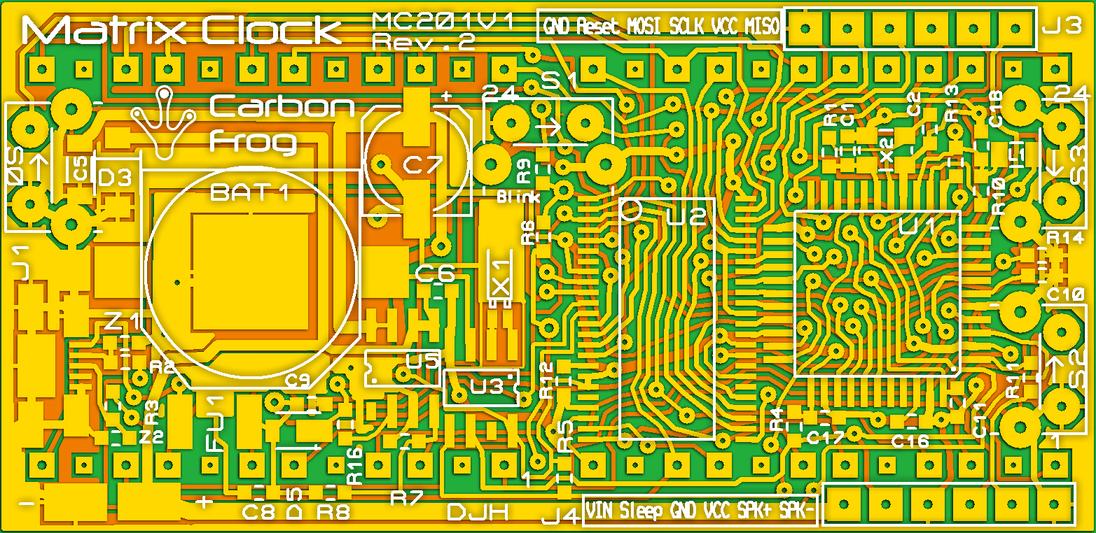 Matrix Clock
MC201V1
Rev.2
GND Reset MOSI SCLK VCC MISO
J3
S1
24
24
Carbon
Frog
+
C7
R9
Blink
R6
R1
C1
X21
C2
R13
C18
R10
S3
C5
D3
BAT1
U2
U1
R14
J1
C6
X1
C10
Z1
R2
U5
U3
C9
R12
R11
S2
R3
Z2
FU1
R16
R5
R4
C17
C16
C11
1
1
-
+
C8
D5
R8
R7
DJH
J4
VIN Sleep GND VCC SPK+ SPK-